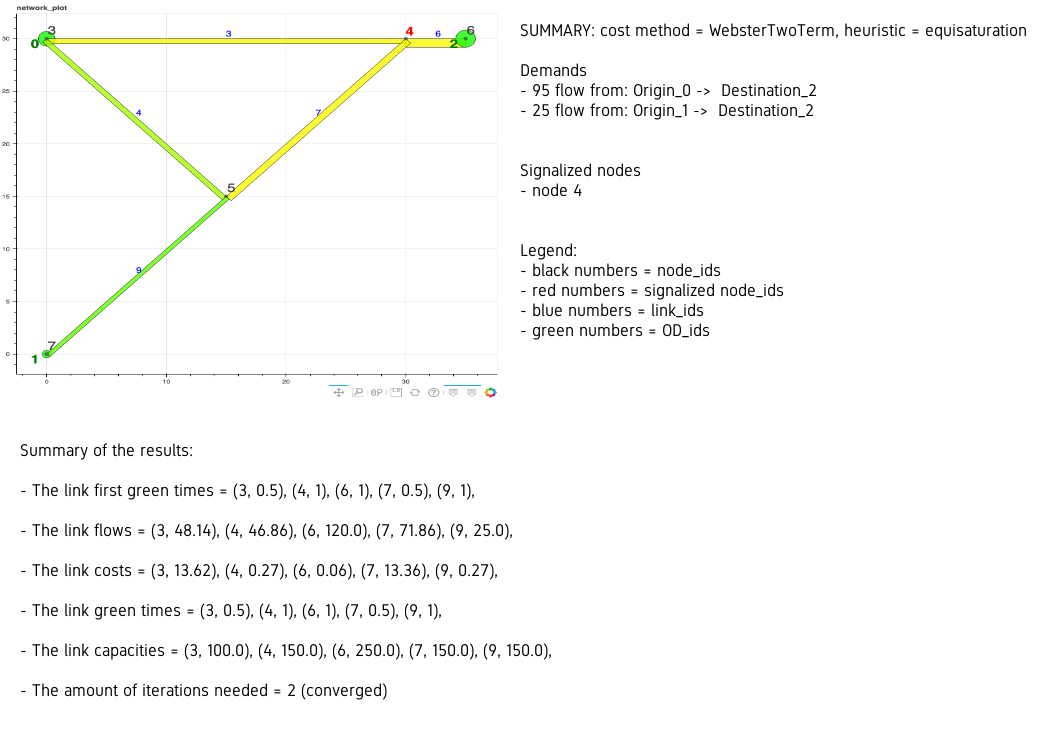 network_plot
30
25
20
15
10
5
0
0
10
20
30
3
0
3
4
6
6
2
4
7
5
9
7
1
SUMMARY: cost method = WebsterTwoTerm, heuristic = equisaturation
Demands
- 95 flow from: Origin_0 -> Destination_2
- 25 flow from: Origin_1 -> Destination_2
Signalized nodes
- node 4
Legend:
- black numbers = node_ids
- red numbers = signalized node_ids
- blue numbers = link_ids
- green numbers = OD_ids
Summary of the results:
- The link first green times = (3, 0.5), (4, 1), (6, 1), (7, 0.5), (9, 1),
- The link flows = (3, 48.14), (4, 46.86), (6, 120.0), (7, 71.86), (9, 25.0),
- The link costs = (3, 13.62), (4, 0.27), (6, 0.06), (7, 13.36), (9, 0.27),
- The link green times = (3, 0.5), (4, 1), (6, 1), (7, 0.5), (9, 1),
- The link capacities = (3, 100.0), (4, 150.0), (6, 250.0), (7, 150.0), (9, 150.0),
- The amount of iterations needed = 2 (converged)